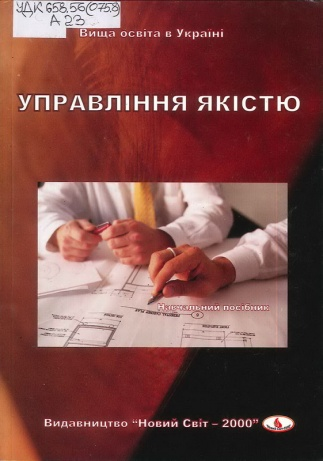 УДК 658.56(075.8)
А 23
Вища освіта в Україні
УПРАВЛІННЯ ЯКІСТЮ
Навчальний посібник
Видавництво "Новий Світ – 2000"